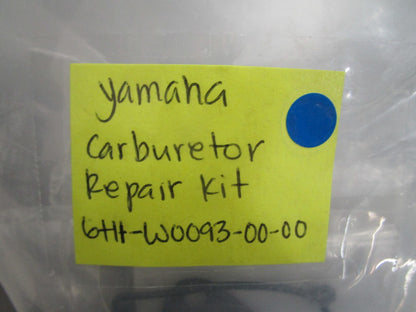 yamaha
Carburetor
Repair Kit
6H1-W0093-00-00